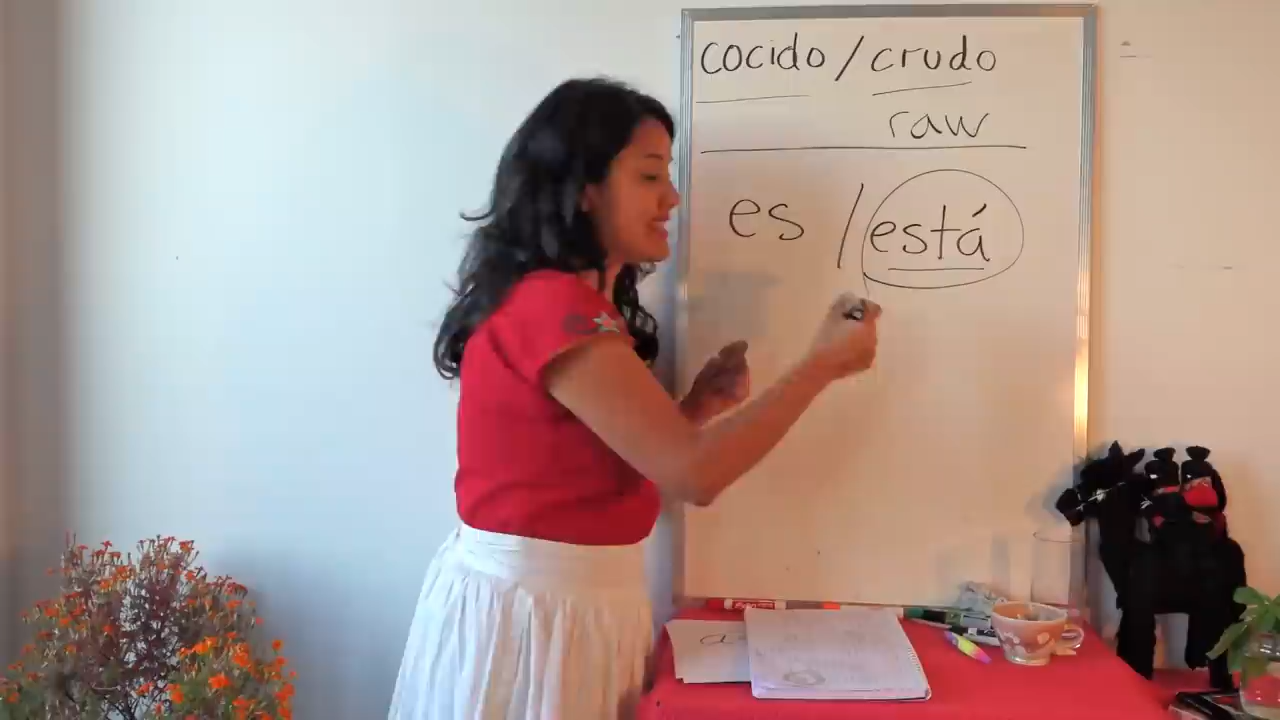 cocido / crudo
raw
es / está
a